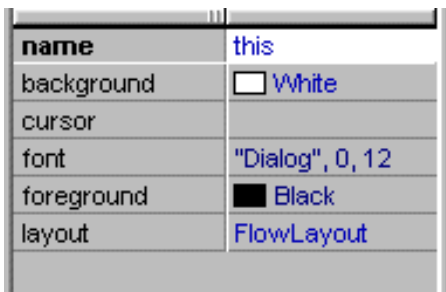 name this
background White
cursor
font "Dialog", 0, 12
foreground Black
layout FlowLayout